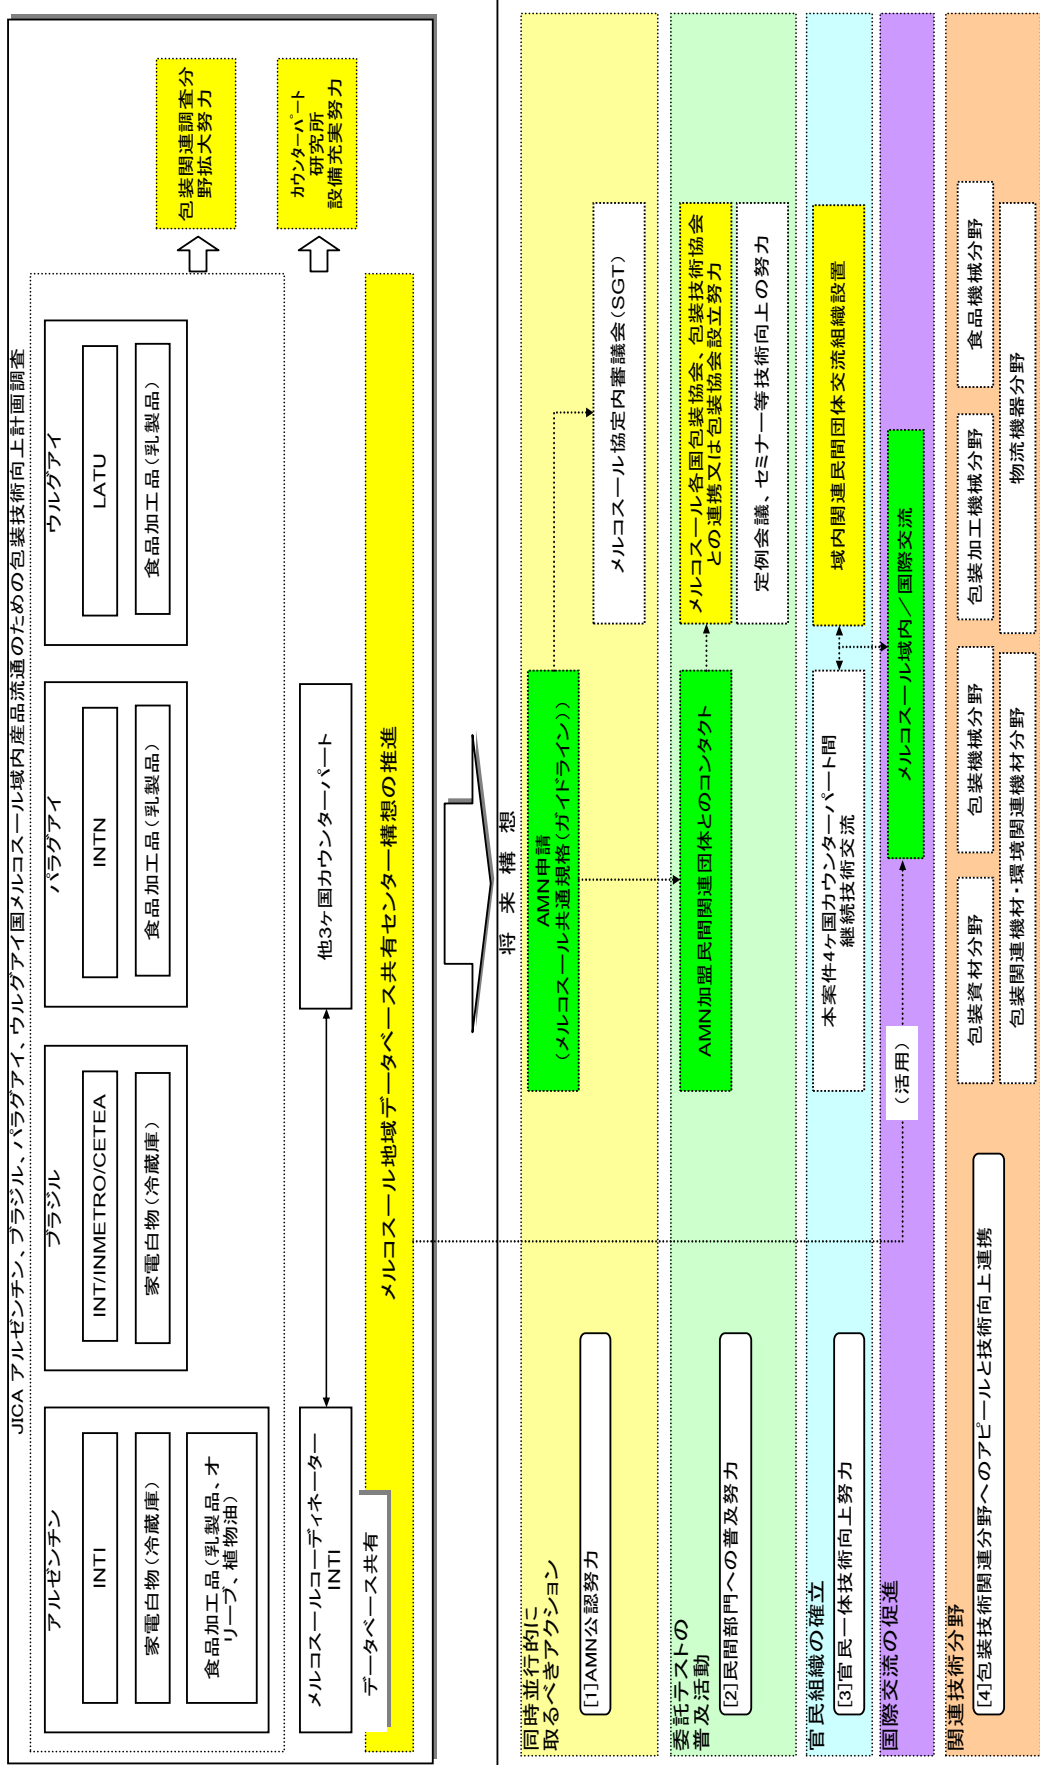 JICA アルゼンチン、ブラジル、パラグアイ、ウルグアイ国メルコスール域内産品流通のための包装技術向上計画調査
アルゼンチン
INTI
家電白物(冷蔵庫)
食品加工品(乳製品、オ
リーブ、植物油)
ブラジル
INT/INMETRO/CETEA
家電白物(冷蔵庫)
パラグアイ
INTN
食品加工品(乳製品)
ウルグアイ
LATU
食品加工品(乳製品)
包装関連調査分
野拡大努力
カウンターパート
研究所
設備充実努力
メルコスールコーディネーター
INTI
他3ヶ国カウンターパート
データベース共有
メルコスール地域データベース共有センター構想の推進
将 来 構 想
同時並行的に
取るべきアクション
[1]AMN公認努力
AMN申請
(メルコスール共通規格(ガイドライン))
メルコスール協定内審議会(SGT)
委託テストの
普及活動
[2]民間部門への普及努力
AMN加盟民間関連団体とのコンタクト
メルコスール各国包装協会、包装技術協会
との連携又は包装協会設立努力
定例会議、セミナー等技術向上の努力
官民組織の確立
[3]官民一体技術向上努力
本案件4ヶ国カウンターパート間
継続技術交流
域内関連民間団体交流組織設置
国際交流の促進
(活用)
メルコスール域内/国際交流
関連技術分野
[4]包装技術関連分野へのアピールと技術向上連携
包装資材分野
包装機械分野
包装加工機械分野
食品機械分野
包装関連機材・環境関連機材分野
物流機器分野